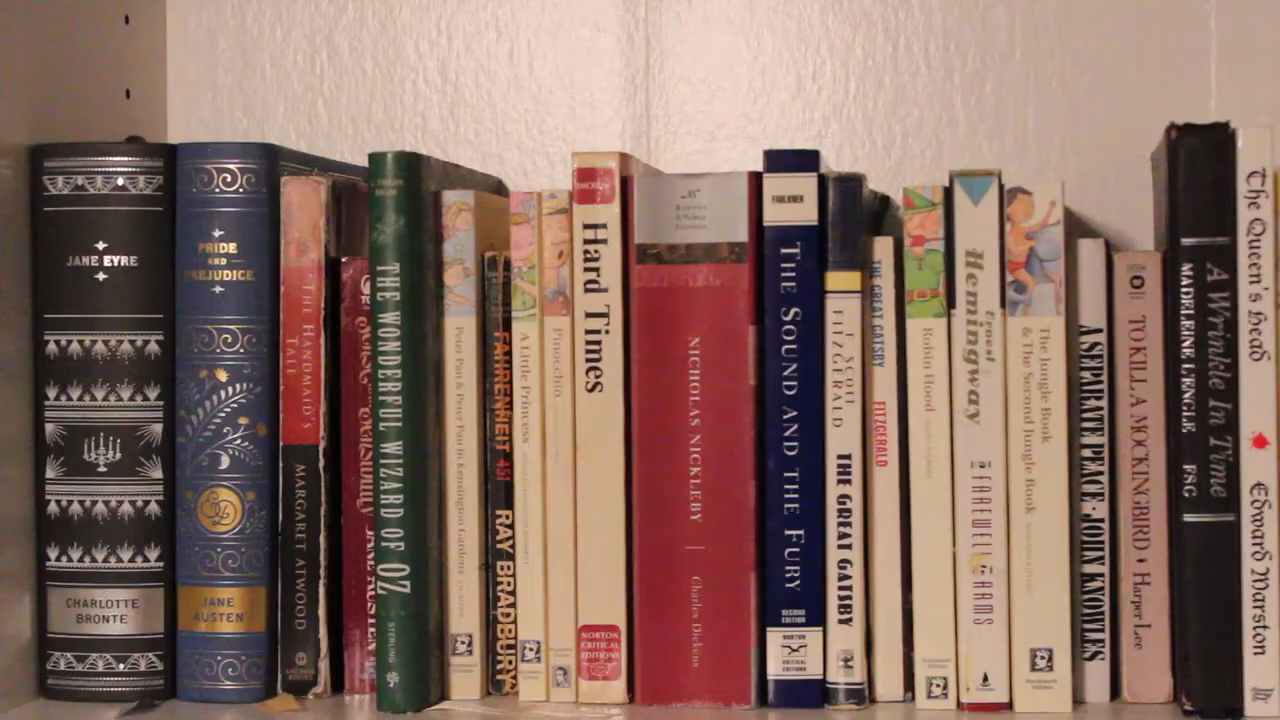 JANE EYRE
CHARLOTTE
BRONTE
PRIDE
AND
PREJUDICE
JANE
AUSTEN
THE HANDMAID'S
TALE
MARGARET ATWOOD
JANE AUSTEN
THE WONDERFUL WIZARD OF OZ
STERLING
Peter Pan & Peter Pan in Kensington Gardens
FAHRENHEIT 451
RAY BRADBURY
A Little Princess
Pinocchio
Hard Times
NORTON
CRITICAL
EDITIONS
NICHOLAS NICKLEBY
Charles Dickens
FAULKNER
THE SOUND AND THE FURY
SECOND
EDITION
NORTON
CRITICAL
EDITIONS
F. SCOTT
FITZGERALD
THE GREAT GATSBY
THE GREAT GATSBY
FITZGERALD
Robin Hood
Ernest
Hemingway
A FAREWELL TO ARMS
The Jungle Book
& The Second Jungle Book
A SEPARATE PEACE · JOHN KNOWLES
TO KILL A MOCKINGBIRD
Harper Lee
A Wrinkle In Time
MADELEINE L'ENGLE
FSG
The Queen's Head
Edward Marston